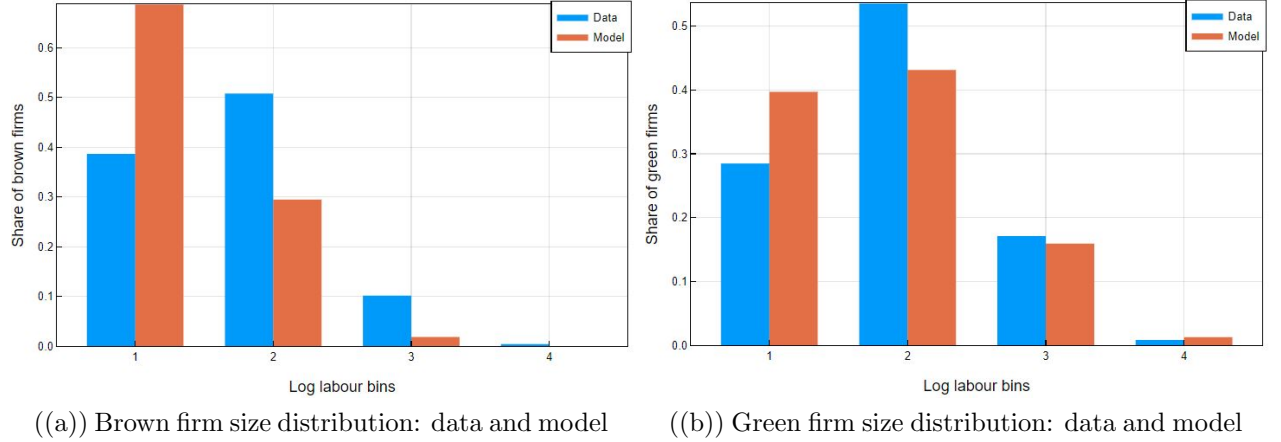 Data
Model
0.6
0.5
0.4
0.3
0.2
0.1
0.0
Share of brown firms
1 2 3 4
Log labour bins
((a)) Brown firm size distribution: data and model
Data
Model
0.5
0.4
0.3
0.2
0.1
0.0
Share of green firms
1 2 3 4
Log labour bins
((b)) Green firm size distribution: data and model